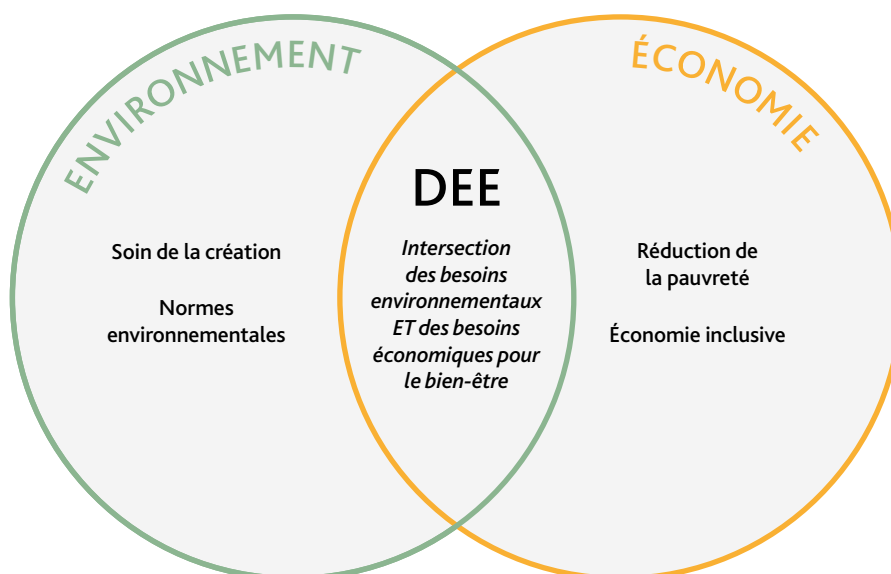 ENVIRONNEMENT
ÉCONOMIE
DEE
Intersection
des besoins
environnementaux
ET des besoins
économiques pour
le bien-être
Soin de la création
Normes
environnementales
Réduction de
la pauvreté
Économie inclusive